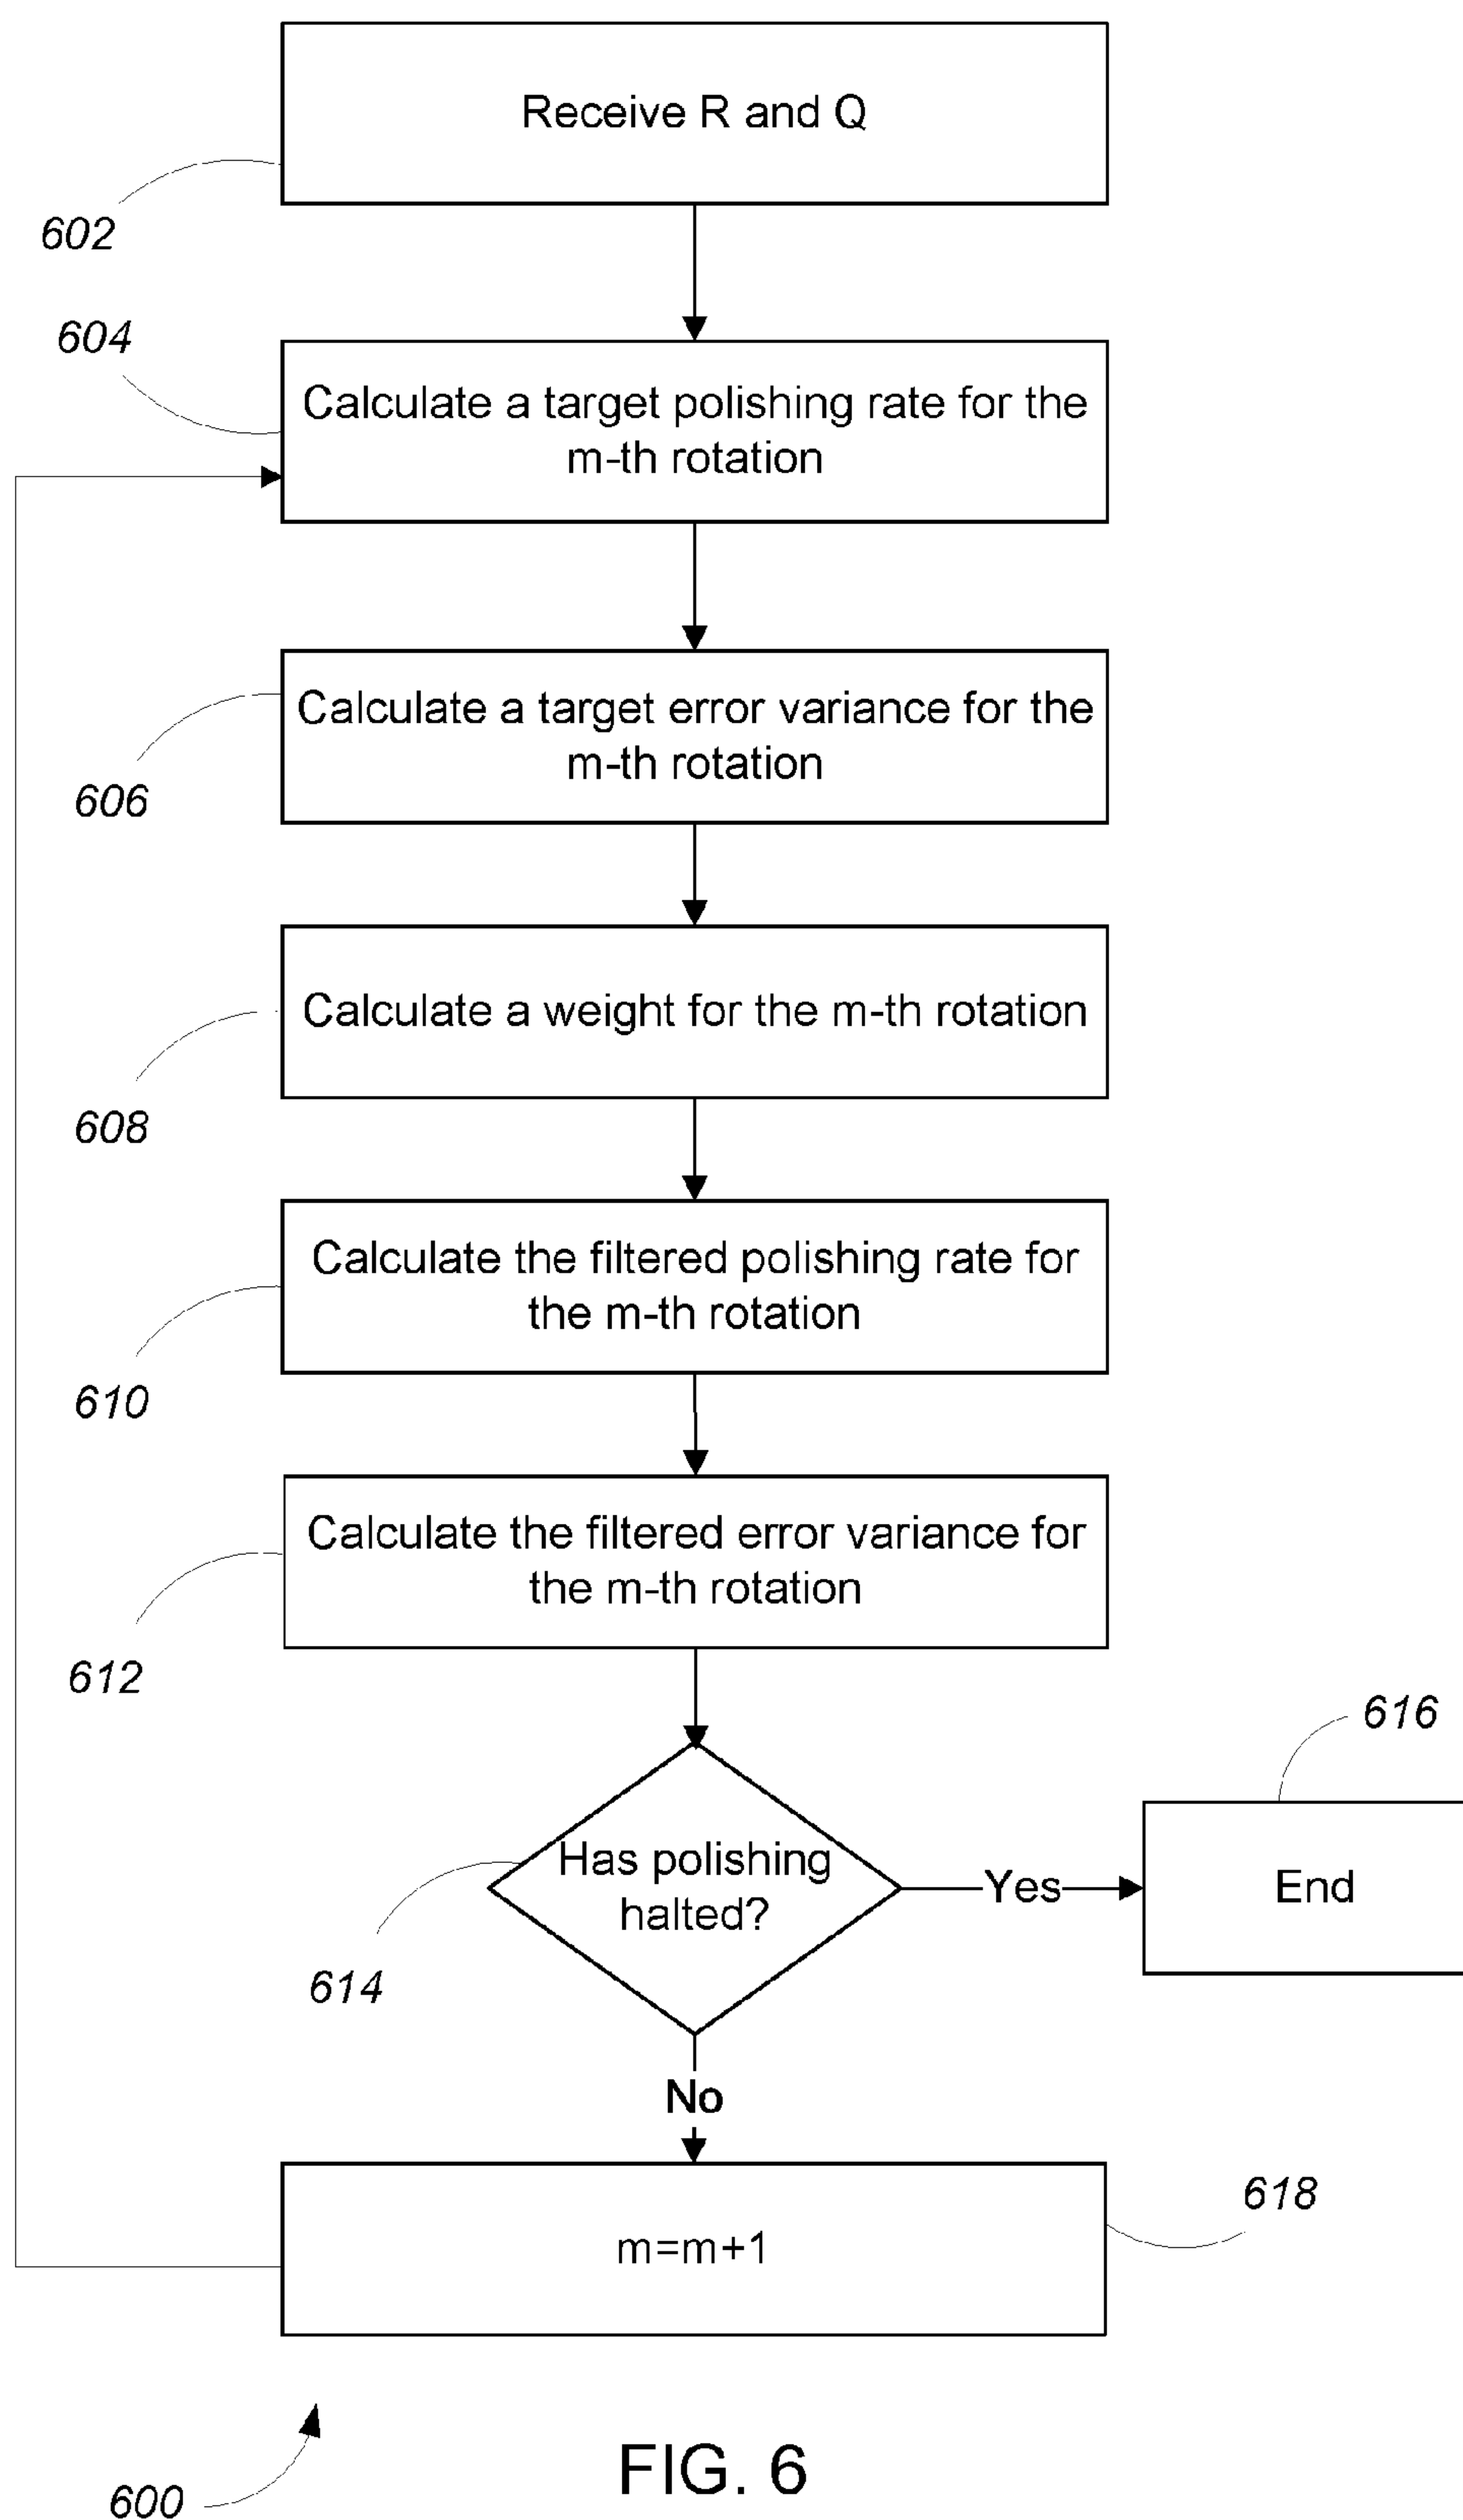 Receive R and Q
602
604
Calculate a target polishing rate for the
m-th rotation
Calculate a target error variance for the
m-th rotation
606
Calculate a weight for the m-th rotation
608
Calculate the filtered polishing rate for
the m-th rotation
610
Calculate the filtered error variance for
the m-th rotation
612
616
Has polishing
halted?
Yes
End
614
No
618
m=m+1
FIG. 6
600